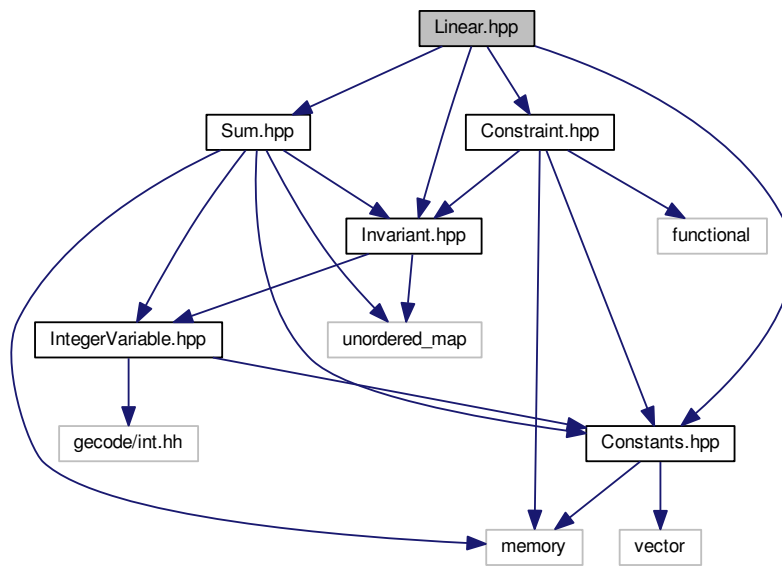 Linear.hpp
Sum.hpp
Constraint.hpp
Invariant.hpp
functional
IntegerVariable.hpp
unordered_map
gecode/int.hh
Constants.hpp
memory
vector